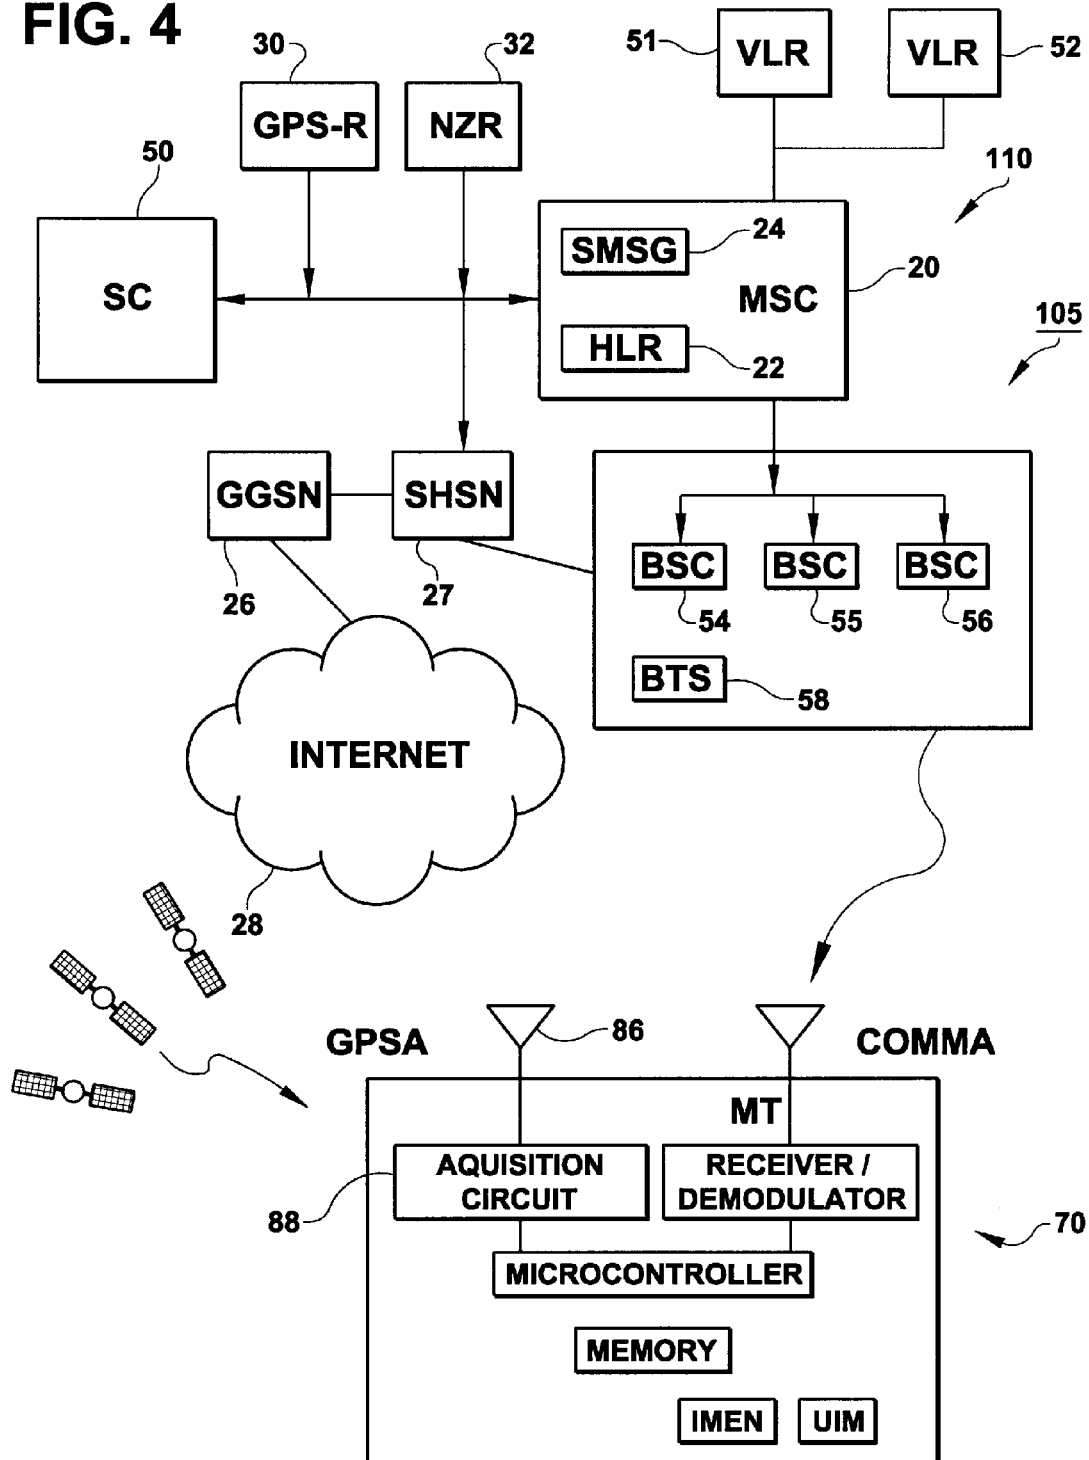 FIG. 4
30
32
51
52
VLR
VLR
GPS-R
NZR
50
110
SMSG
24
20
SC
MSC
105
HLR
22
GGSN
SHSN
BSC
BSC
BSC
26
27
54
55
56
BTS
58
INTERNET
28
GPSA
86
COMMA
MT
AQUISITION
CIRCUIT
RECEIVER /
DEMODULATOR
88
70
MICROCONTROLLER
MEMORY
IMEN
UIM